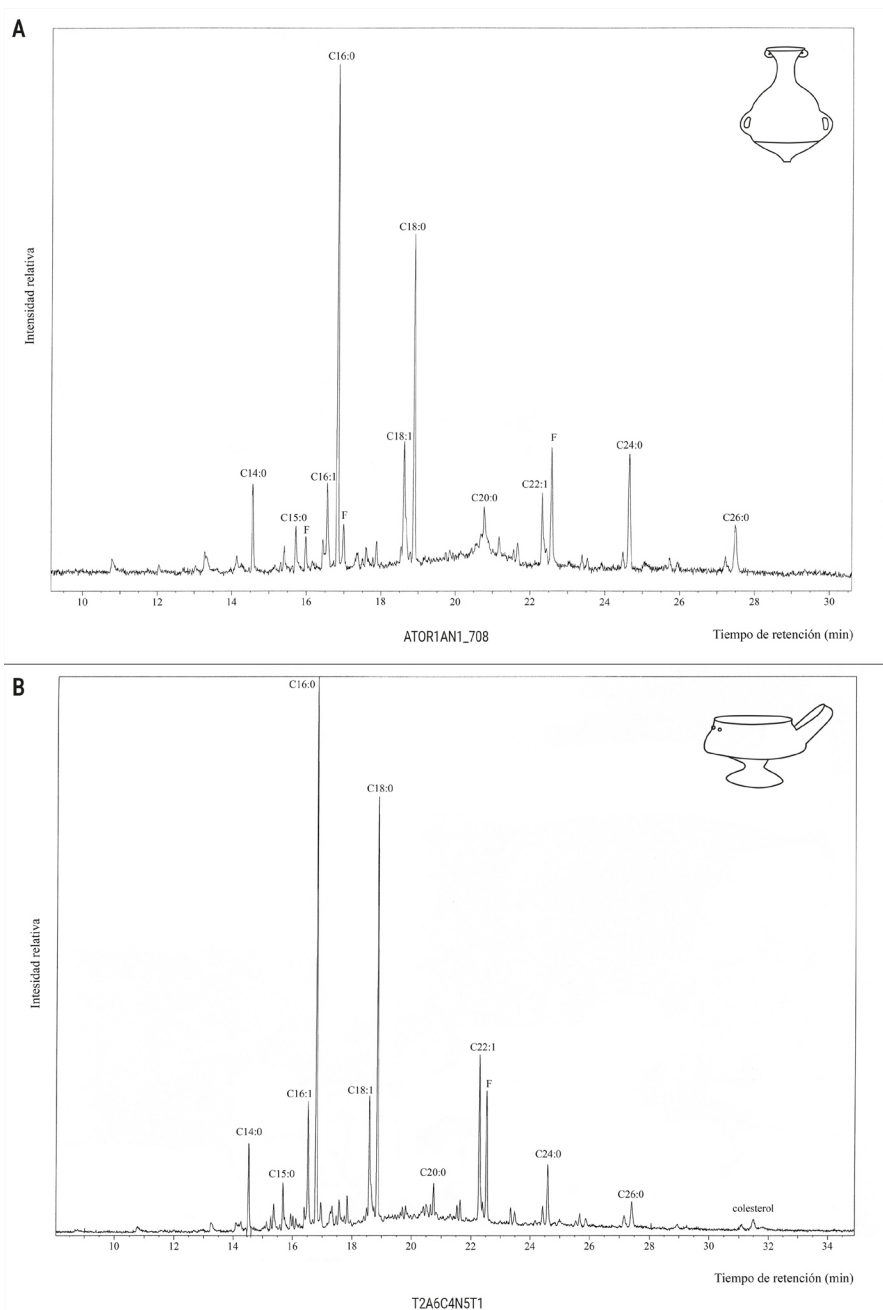 A
C16:0
C18:0
C18:1
F
C24:0
C14:0
C16:1
C22:1
C20:0
C15:0
F
F
C26:0
Intensidad relativa
10 12 14 16 18 20 22 24 26 28 30
ATOR1AN1_708
Tiempo de retención (min)
B
C16:0
C18:0
C22:1
F
C16:1
C18:1
C14:0
C24:0
C15:0
C20:0
C26:0
colesterol
Intesidad relativa
10 12 14 16 18 20 22 24 26 28 30 32 34
Tiempo de retención (min)
T2A6C4N5T1